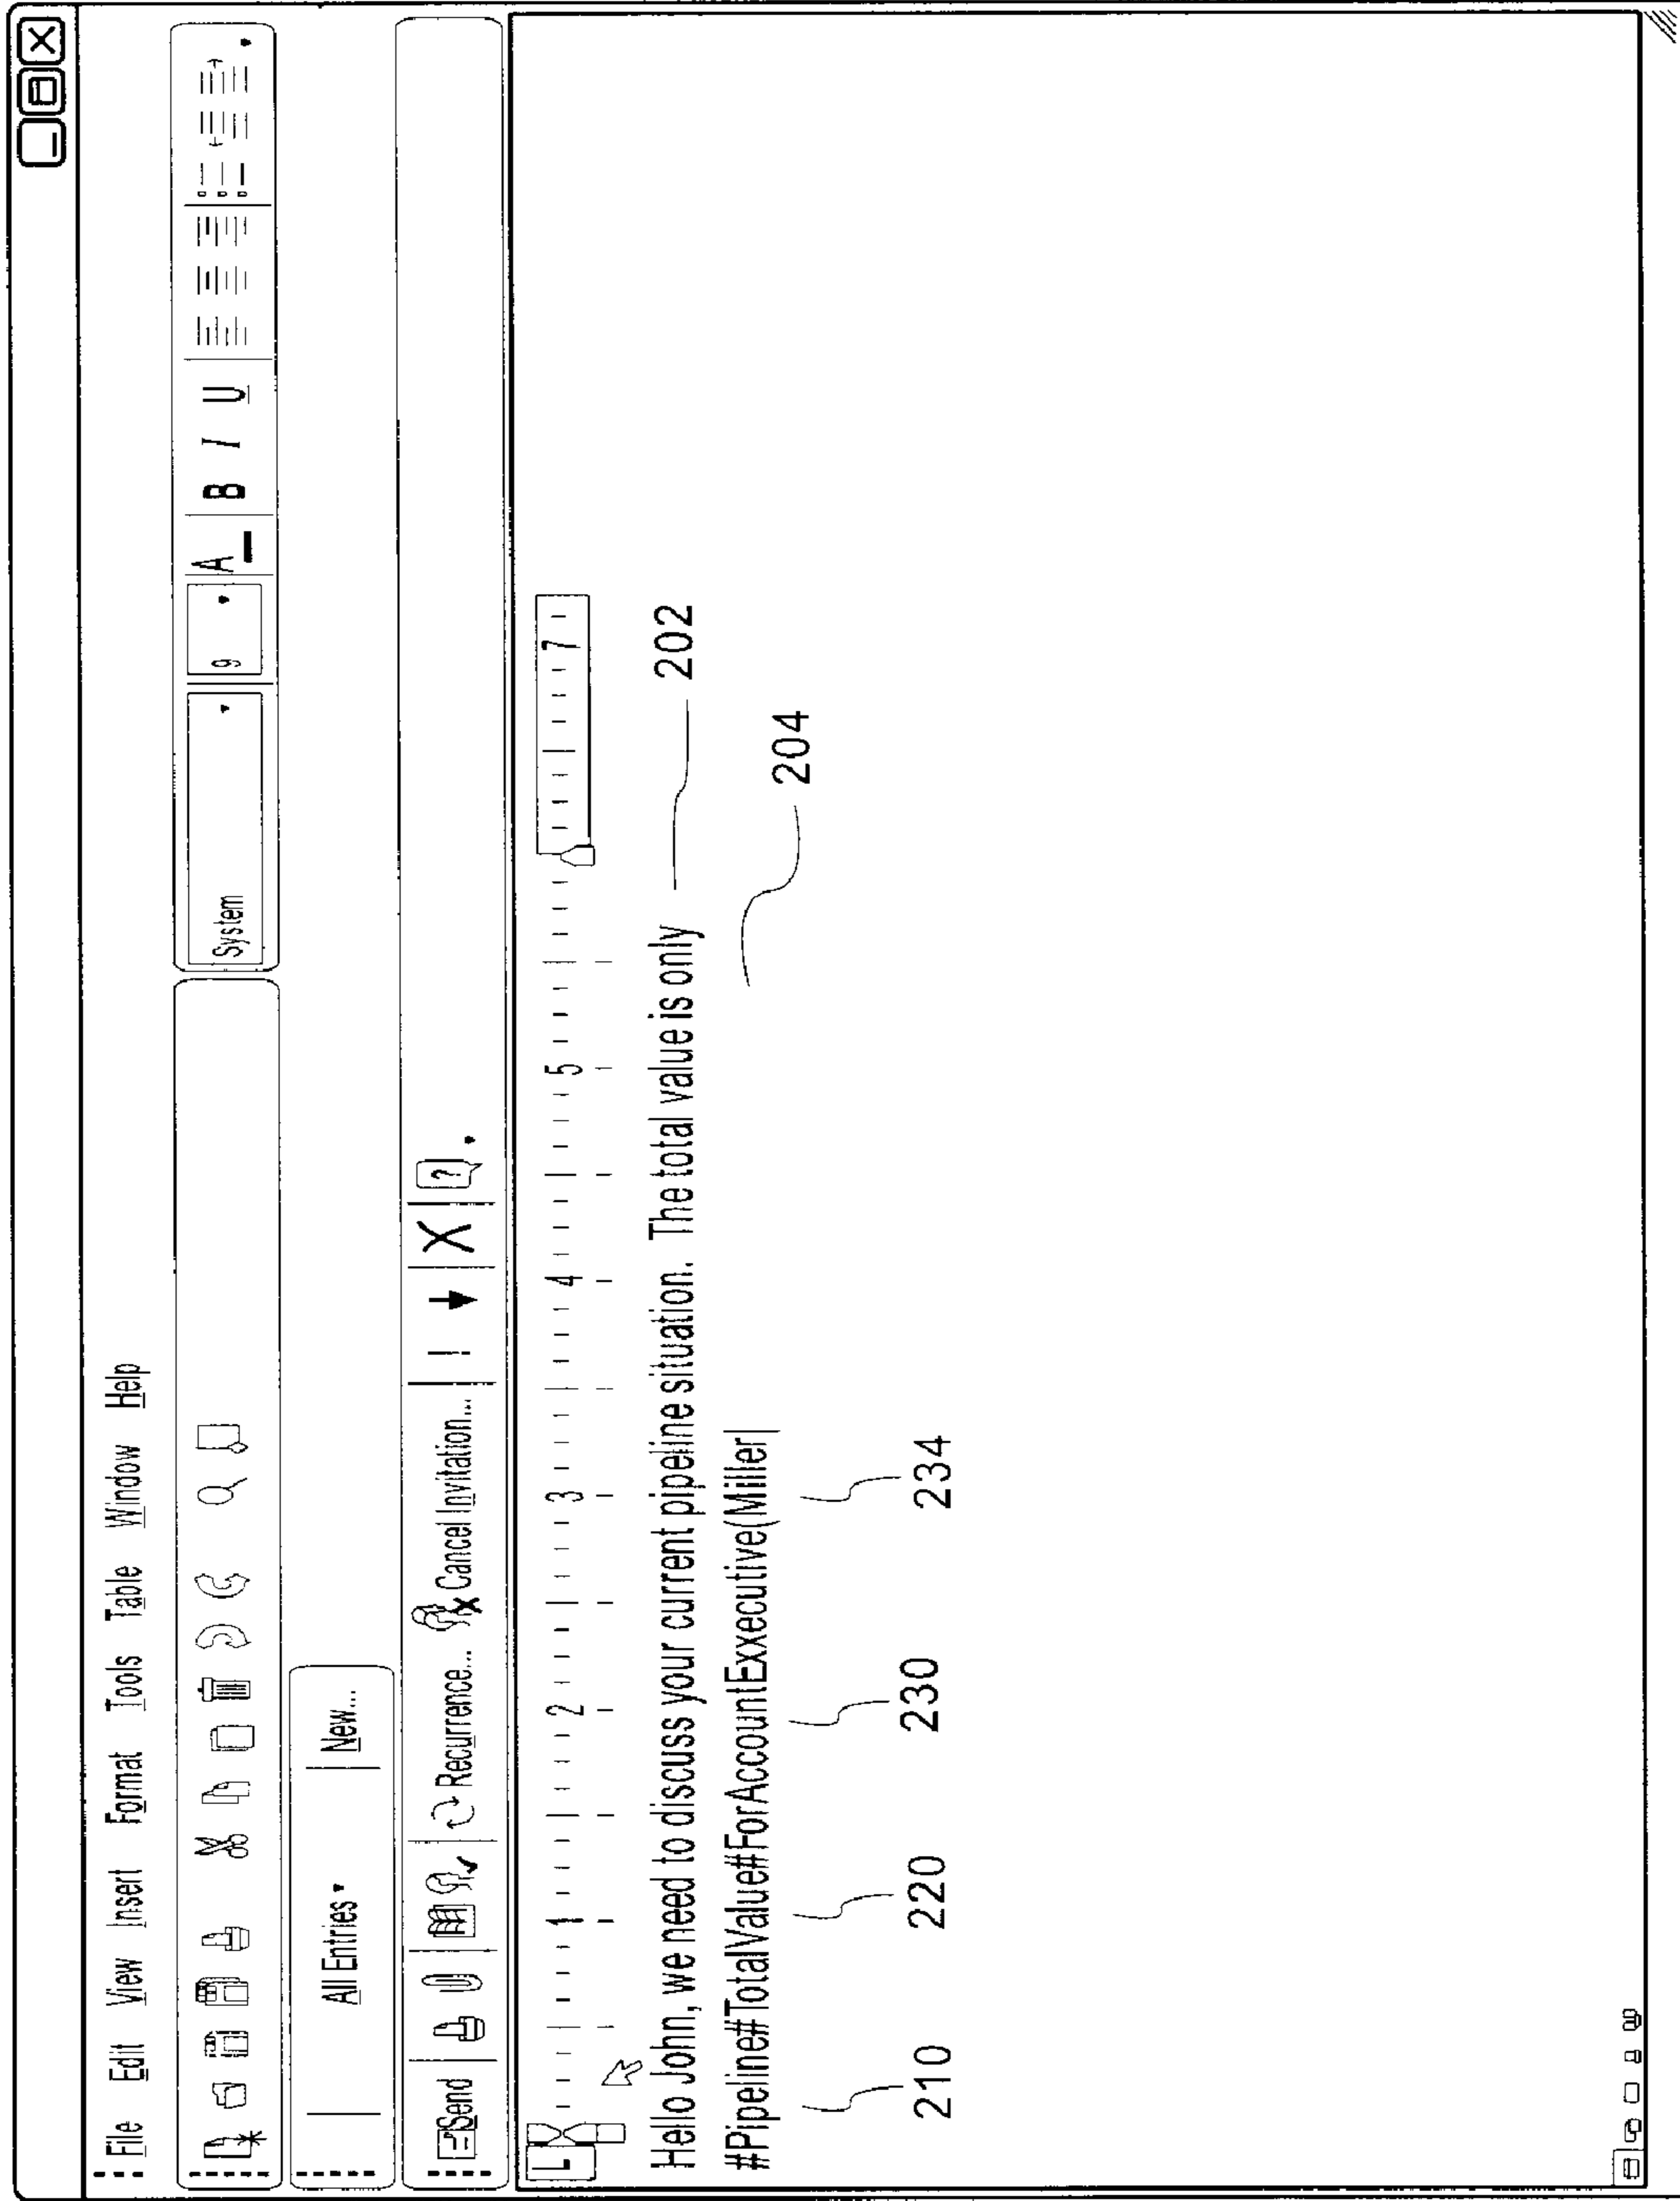 File Edit View Insert Format Tools Table Window Help
System 9 A B I U
All Entries New...
Send Recurrence... Cancel Invitation... ! X ?
L 1 2 3 4 5 7
Hello John, we need to discuss your current pipeline situation. The total value is only
#Pipeline#TotalValue#ForAccountExxecutive(Miller|
202
204
210 220 230 234